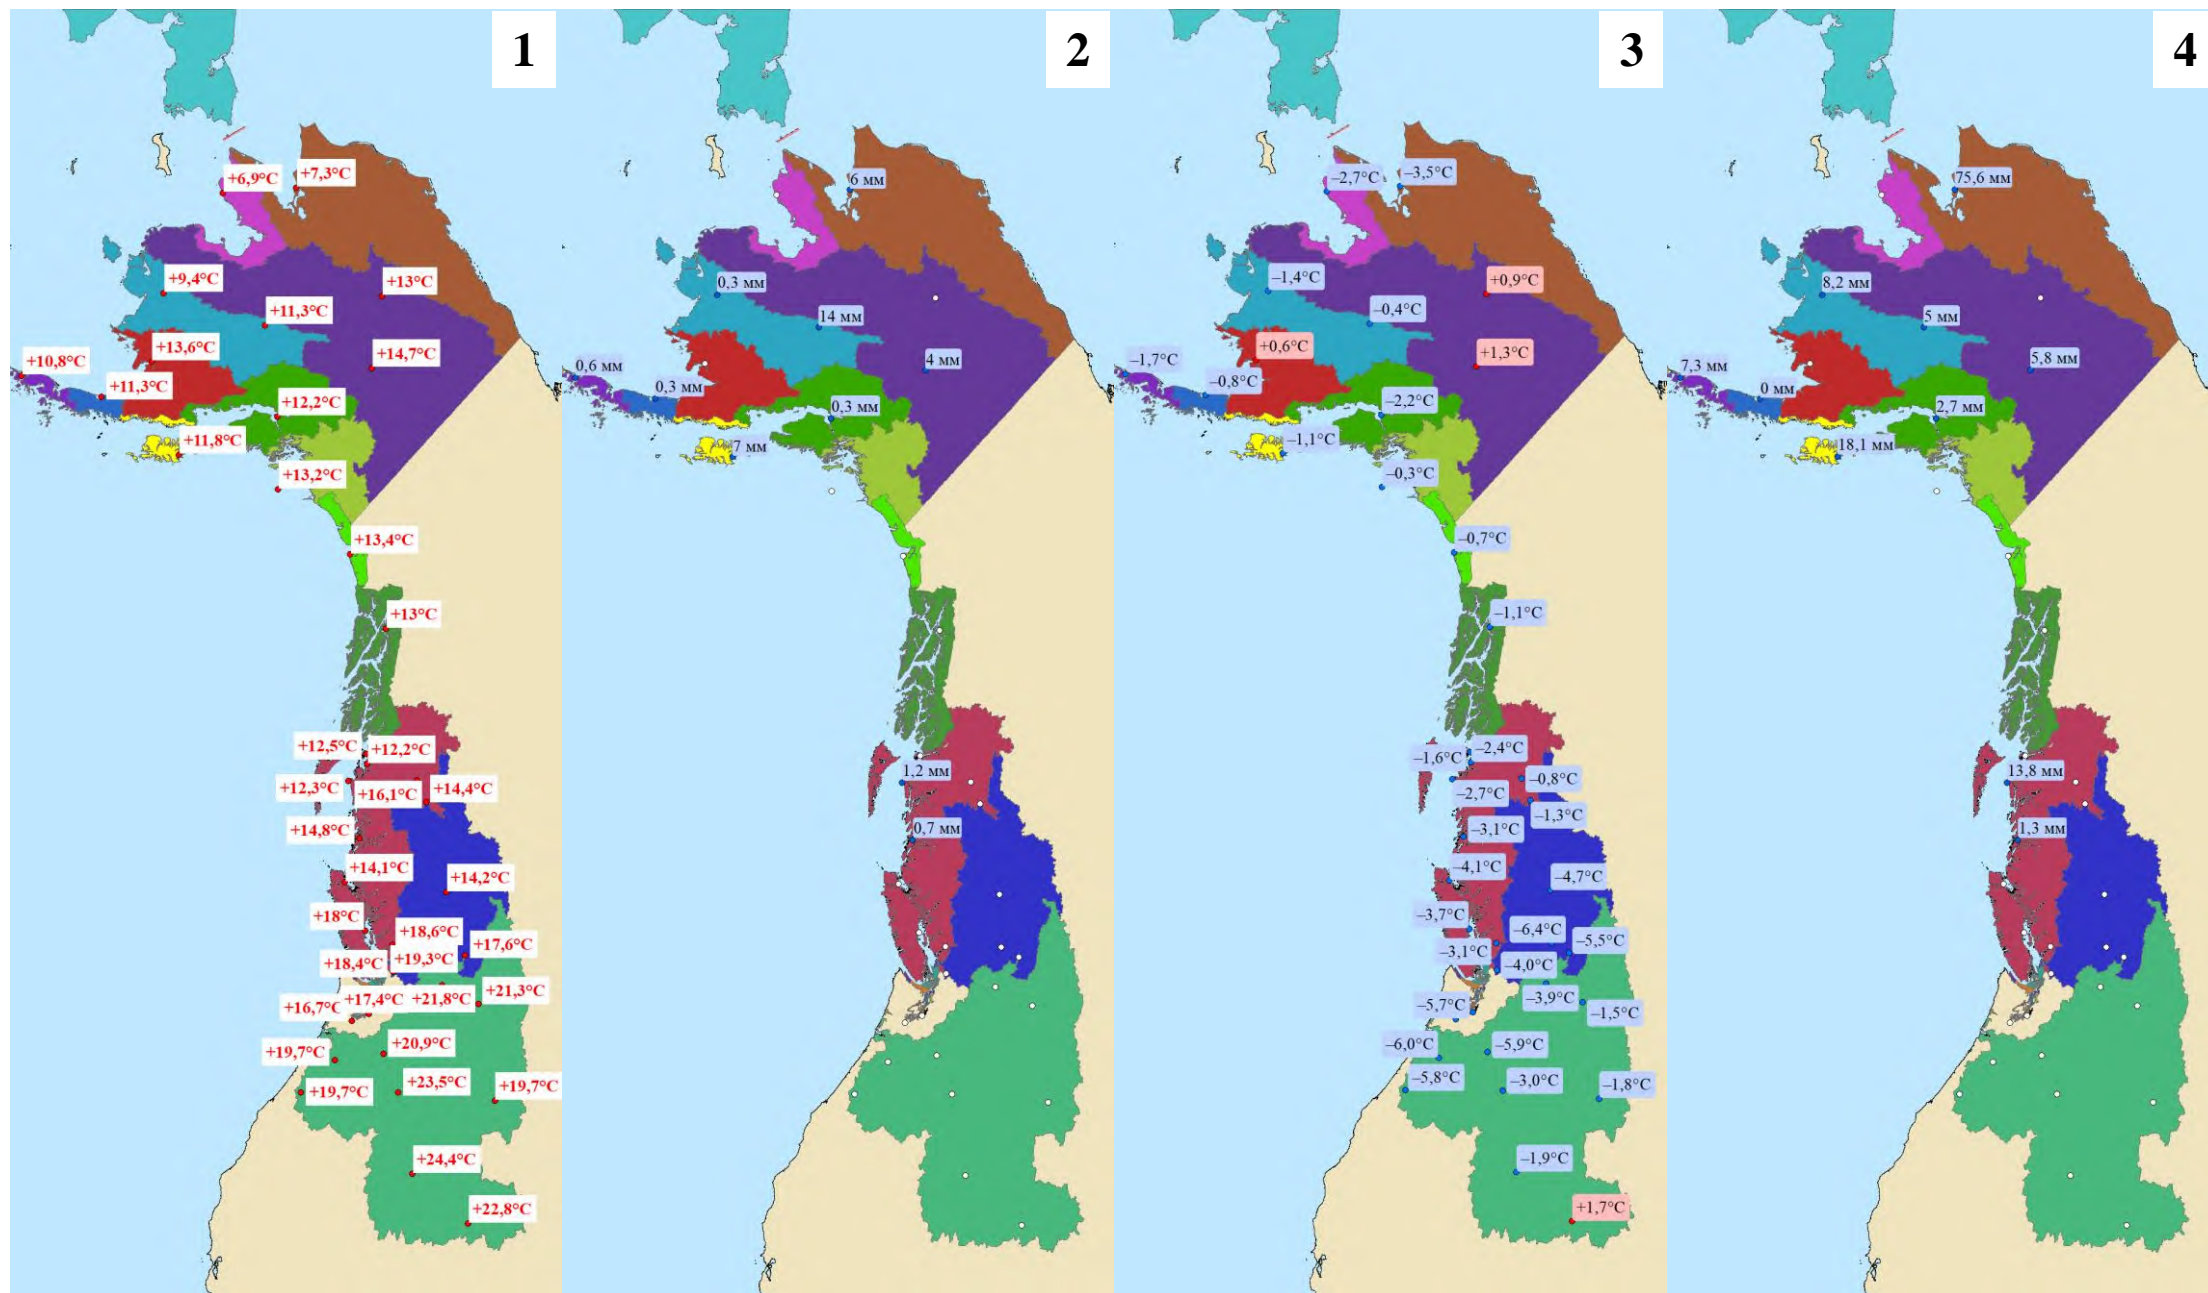 1
+6,9°C
+7,3°C
+9,4°C
+13°C
+11,3°C
+13,6°C
+14,7°C
+10,8°C
+11,3°C
+12,2°C
+11,8°C
+13,2°C
+13,4°C
+13°C
+12,5°C
+12,2°C
+12,3°C
+16,1°C
+14,4°C
+14,8°C
+14,1°C
+14,2°C
+18°C
+18,6°C
+17,6°C
+18,4°C
+19,3°C
+16,7°C
+17,4°C
+21,8°C
+21,3°C
+19,7°C
+20,9°C
+19,7°C
+23,5°C
+19,7°C
+24,4°C
+22,8°C
2
6 мм
0,3 мм
14 мм
4 мм
0,6 мм
0,3 мм
0,3 мм
7 мм
1,2 мм
0,7 мм
3
–2,7°C
–3,5°C
–1,4°C
+0,9°C
–0,4°C
+0,6°C
+1,3°C
–1,7°C
–0,8°C
–2,2°C
–1,1°C
–0,3°C
–0,7°C
–1,1°C
–1,6°C
–2,4°C
–0,8°C
–2,7°C
–1,3°C
–3,1°C
–4,1°C
–4,7°C
–3,7°C
–6,4°C
–5,5°C
–3,1°C
–4,0°C
–5,7°C
–3,9°C
–1,5°C
–6,0°C
–5,9°C
–5,8°C
–3,0°C
–1,8°C
–1,9°C
+1,7°C
4
75,6 мм
8,2 мм
5 мм
5,8 мм
7,3 мм
0 мм
2,7 мм
18,1 мм
13,8 мм
1,3 мм